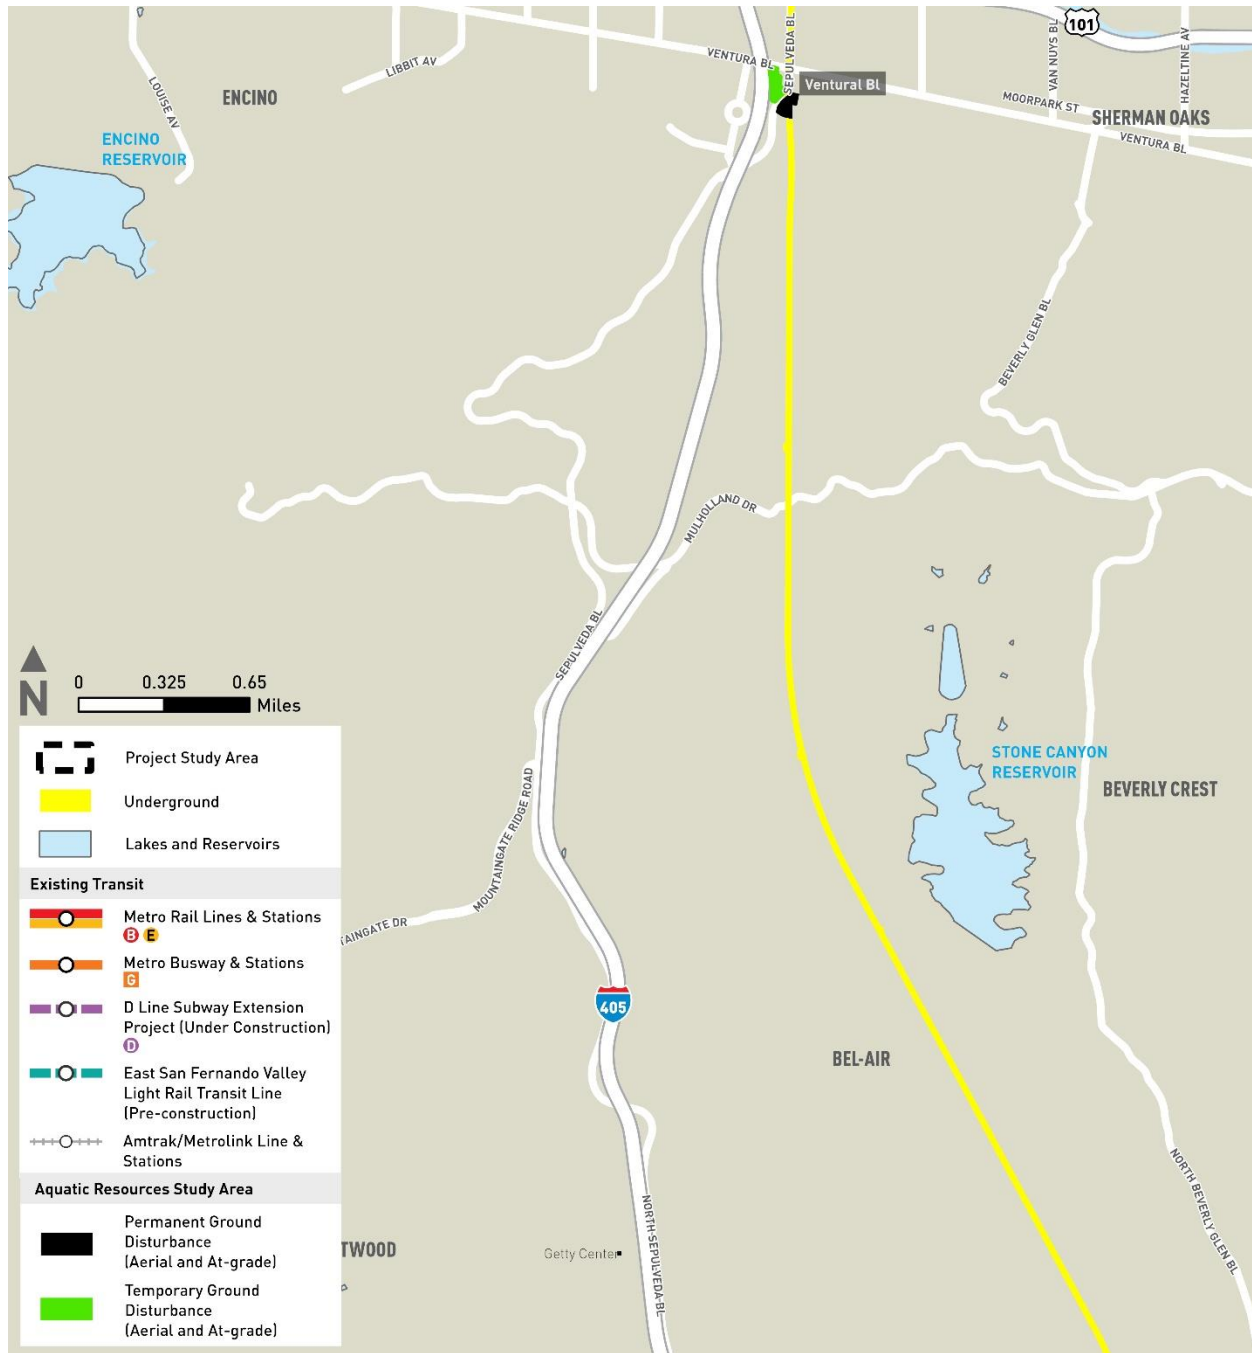 101
SEPULVEDA BL
VENTURA BL
LIBBIT AV
LOUISE AV
ENCINO
Ventural Bl
VAN NUYS BL
HAZELTINE AV
MOORPARK ST
SHERMAN OAKS
VENTURA BL
ENCINO
RESERVOIR
BEVERLY GLEN BL
MULHOLLAND DR
SEPULVEDA BL
N
0 0.325 0.65
Miles
STONE CANYON
RESERVOIR
BEVERLY CREST
MOUNTAINGATE RIDGE ROAD
TAINGATE DR
405
BEL-AIR
NORTH BEVERLY GLEN BL
NORTH SEPULVEDA BL
TWOOD
Getty Center
Project Study Area
Underground
Lakes and Reservoirs
Existing Transit
Metro Rail Lines & Stations
B E
Metro Busway & Stations
G
D Line Subway Extension
Project (Under Construction)
D
East San Fernando Valley
Light Rail Transit Line
(Pre-construction)
Amtrak/Metrolink Line &
Stations
Aquatic Resources Study Area
Permanent Ground
Disturbance
(Aerial and At-grade)
Temporary Ground
Disturbance
(Aerial and At-grade)